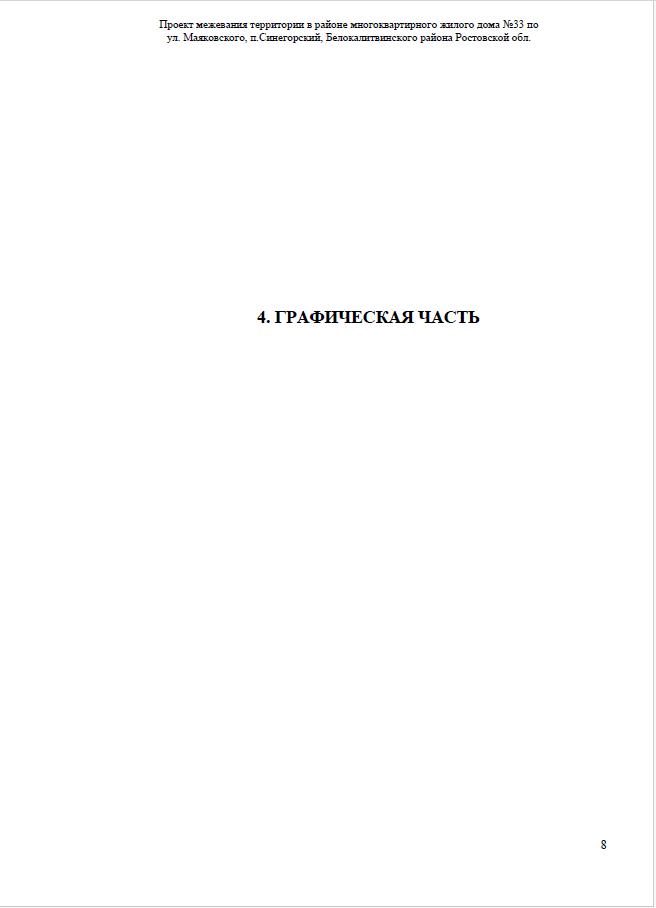 Проект межевания территории в районе многоквартирного жилого дома №33 по
ул. Маяковского, п.Синегорский, Белокалитвинского района Ростовской обл.
4. ГРАФИЧЕСКАЯ ЧАСТЬ
8